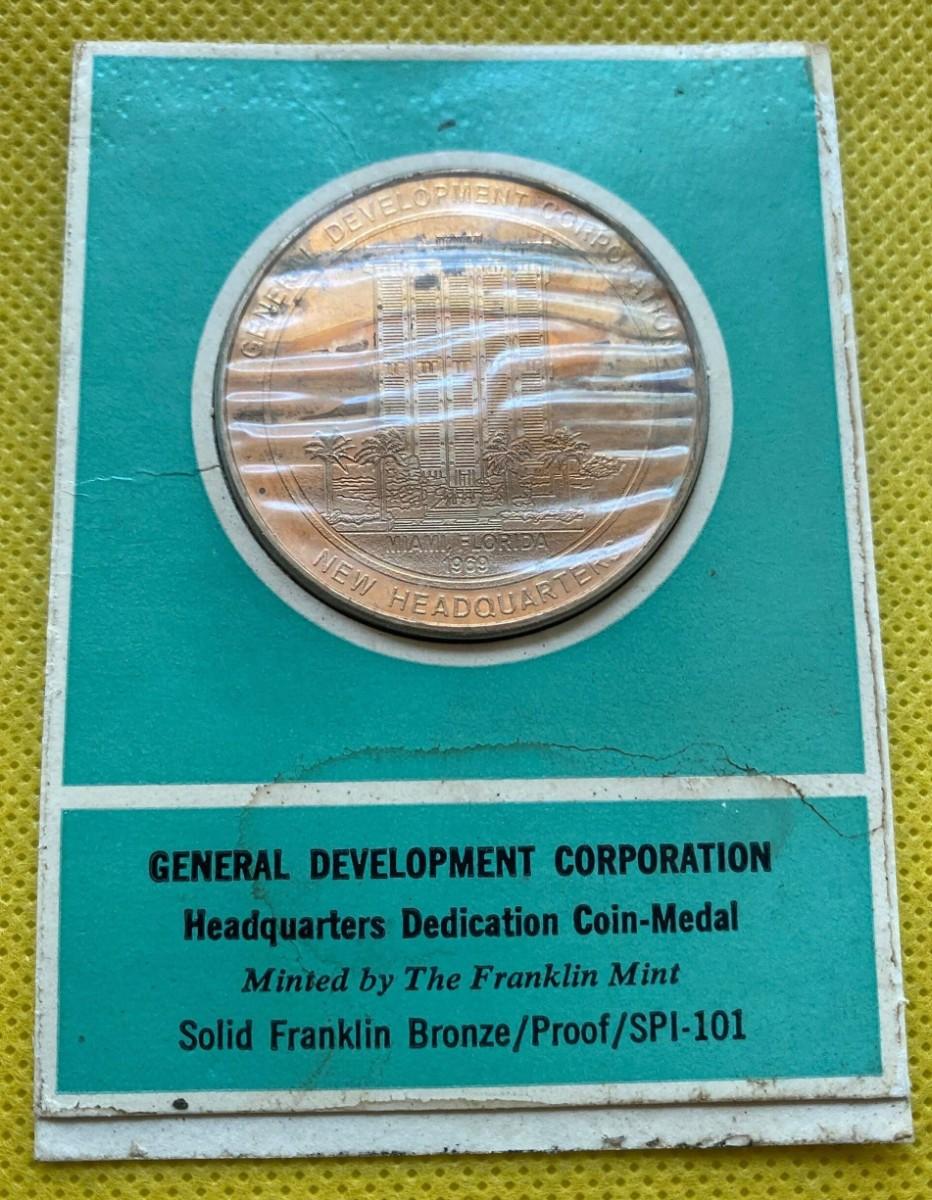 GENERAL DEVELOPMENT CORPORATION
MIAMI, FLORIDA
1969
NEW HEADQUARTERS
GENERAL DEVELOPMENT CORPORATION
Headquarters Dedication Coin-Medal
Minted by The Franklin Mint
Solid Franklin Bronze/Proof/SPI-101